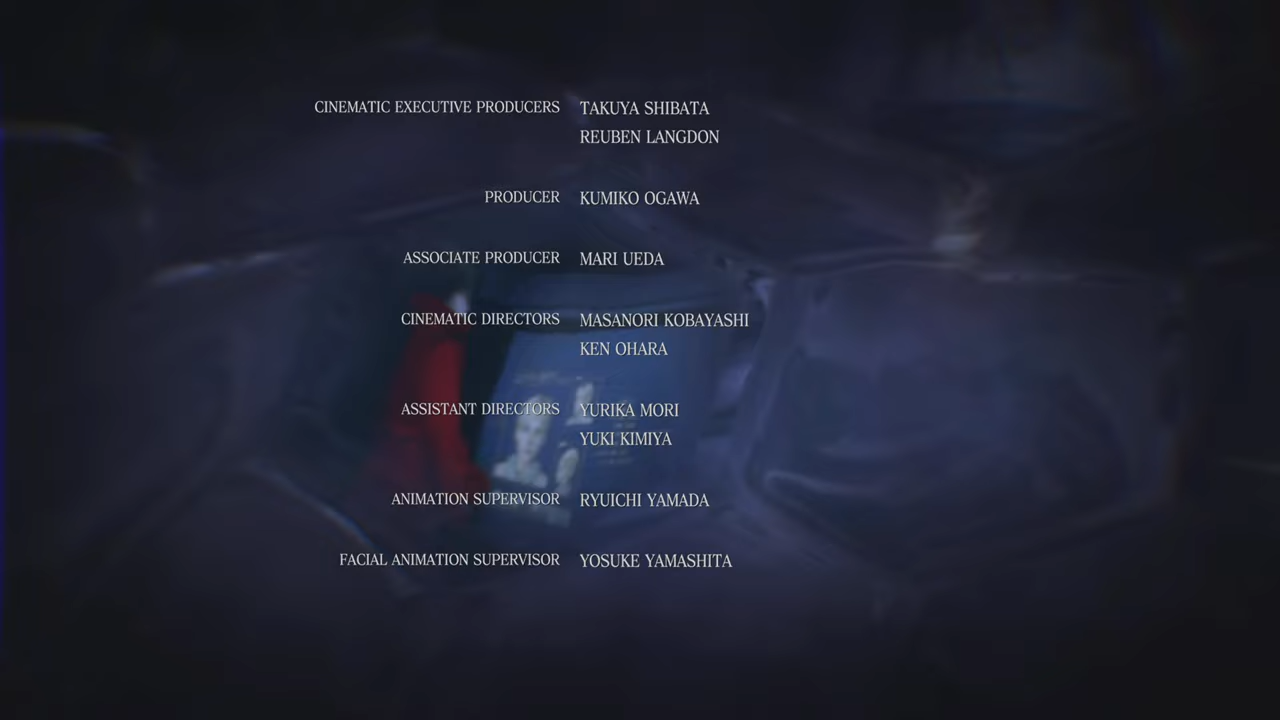 CINEMATIC EXECUTIVE PRODUCERS TAKUYA SHIBATA
REUBEN LANGDON
PRODUCER KUMIKO OGAWA
ASSOCIATE PRODUCER MARI UEDA
CINEMATIC DIRECTORS MASANORI KOBAYASHI
KEN OHARA
ASSISTANT DIRECTORS YURIKA MORI
YUKI KIMIYA
ANIMATION SUPERVISOR RYUICHI YAMADA
FACIAL ANIMATION SUPERVISOR YOSUKE YAMASHITA